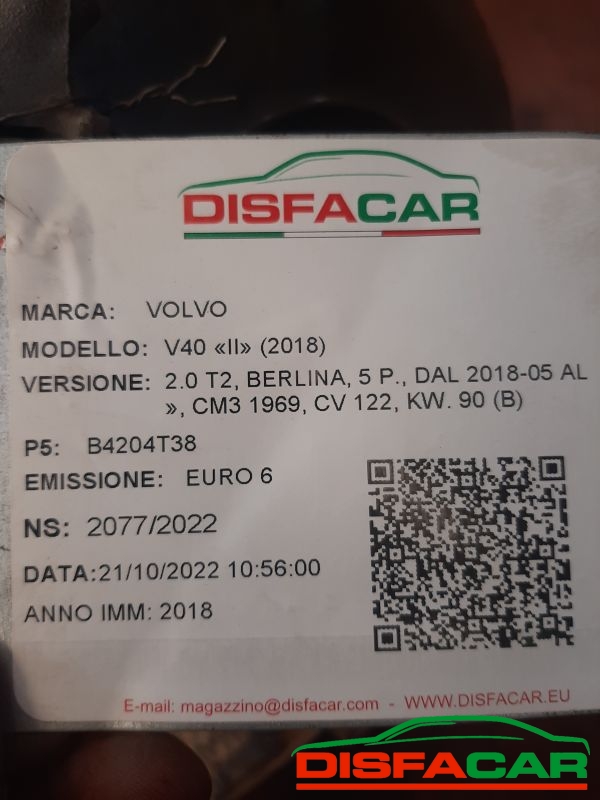 DISFACAR
MARCA: VOLVO
MODELLO: V40 «II» (2018)
VERSIONE: 2.0 T2, BERLINA, 5 P., DAL 2018-05 AL
», CM3 1969, CV 122, KW. 90 (B)
P5: B4204T38
EMISSIONE: EURO 6
NS: 2077/2022
DATA:21/10/2022 10:56:00
ANNO IMM: 2018
E-mail: magazzino@disfacar.com - WWW.DISFACAR.EU
DISFACAR